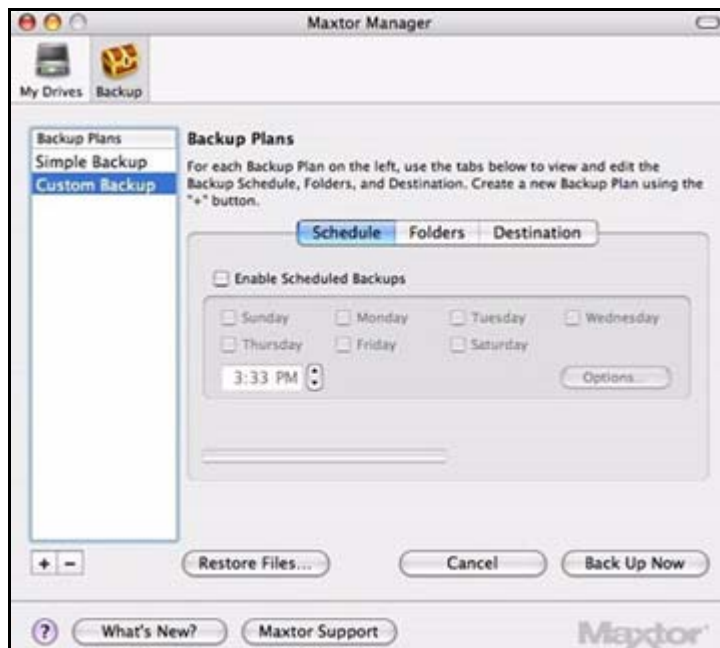 Maxtor Manager
My Drives Backup
Backup Plans
Simple Backup
Custom Backup
Backup Plans
For each Backup Plan on the left, use the tabs below to view and edit the
Backup Schedule, Folders, and Destination. Create a new Backup Plan using the
"+" button.
Schedule Folders Destination
Enable Scheduled Backups
Sunday Monday Tuesday Wednesday
Thursday Friday Saturday
3:33 PM Options...
+ - Restore Files... Cancel Back Up Now
? What's New? Maxtor Support Maxtor